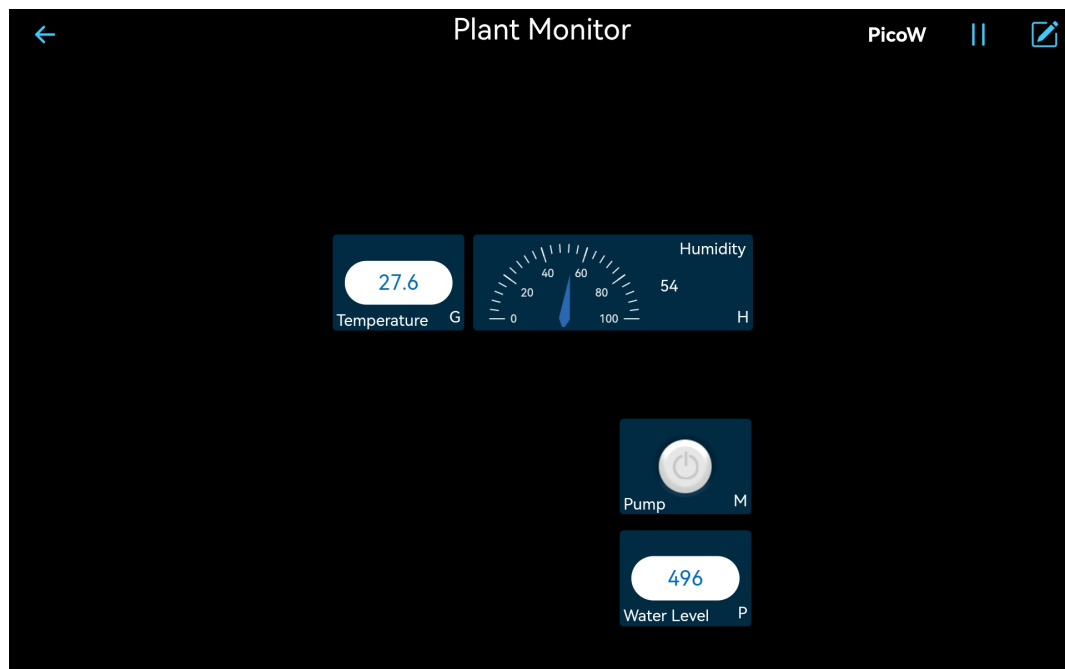 Plant Monitor
PicoW
27.6
Temperature G
Humidity
0 20 40 60 80 100
54
H
Pump M
496
Water Level P